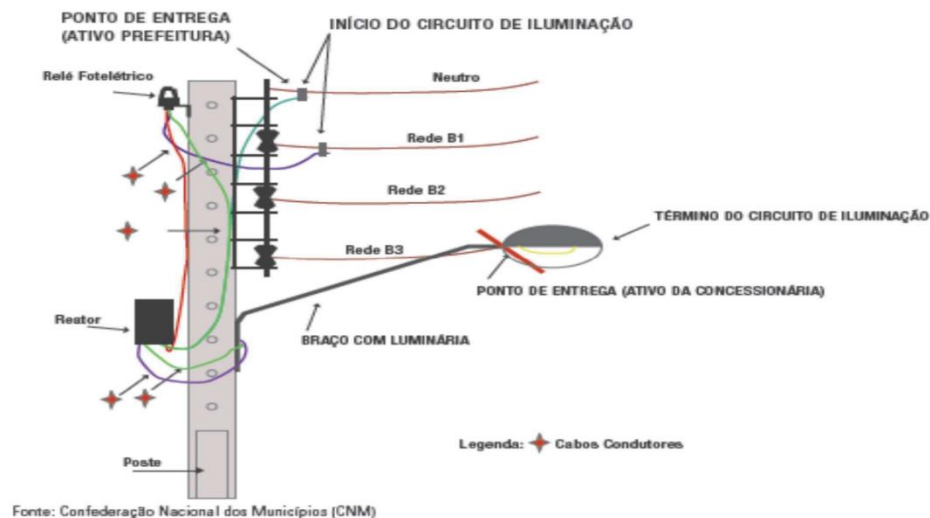 PONTO DE ENTREGA
(ATIVO PREFEITURA)
INÍCIO DO CIRCUITO DE ILUMINAÇÃO
Relé Fotelétrico
Neutro
Rede B1
Rede B2
Rede B3
TÉRMINO DO CIRCUITO DE ILUMINAÇÃO
PONTO DE ENTREGA (ATIVO DA CONCESSIONÁRIA)
Reator
BRAÇO COM LUMINÁRIA
Legenda: Cabos Condutores
Poste
Fonte: Confederação Nacional dos Municípios (CNM)